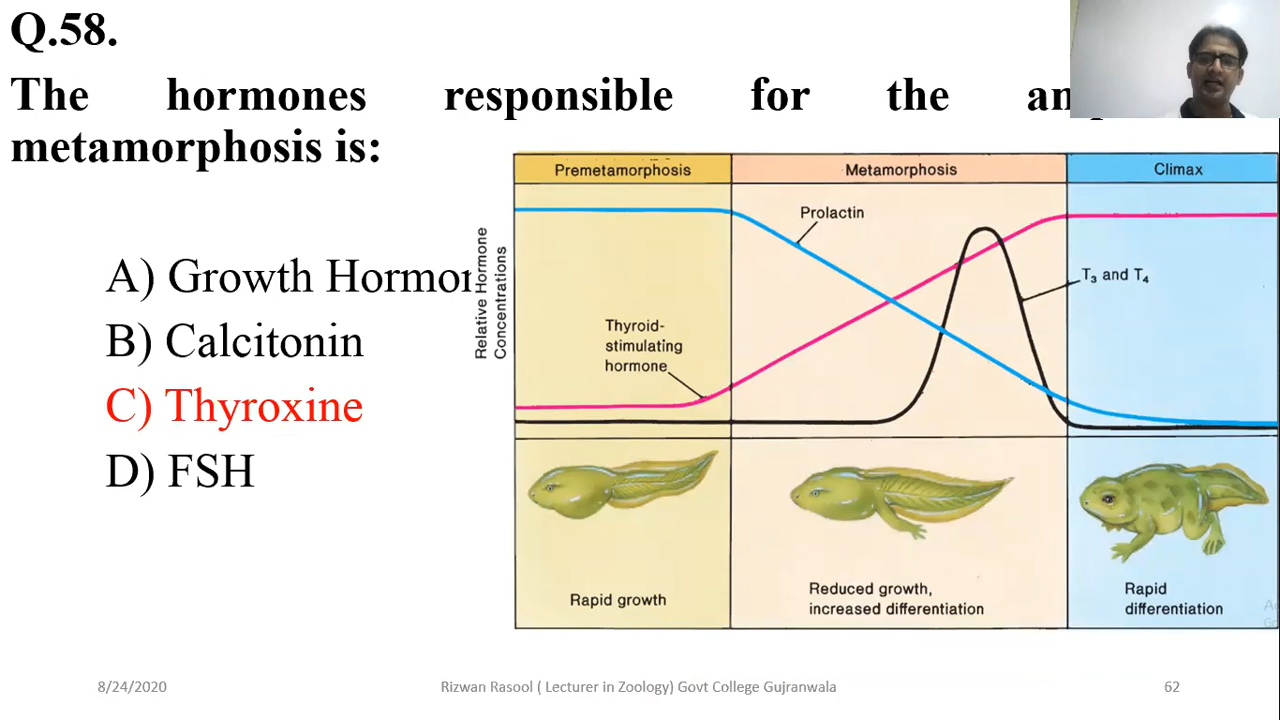 Q.58.
The hormones responsible for the
metamorphosis is:
A) Growth Hormon
B) Calcitonin
C) Thyroxine
D) FSH
Premetamorphosis
Metamorphosis
Climax
Relative Hormone
Concentrations
Prolactin
T₃ and T₄
Thyroid-
stimulating
hormone
Rapid growth
Reduced growth,
increased differentiation
Rapid
differentiation
8/24/2020
Rizwan Rasool ( Lecturer in Zoology) Govt College Gujranwala
62